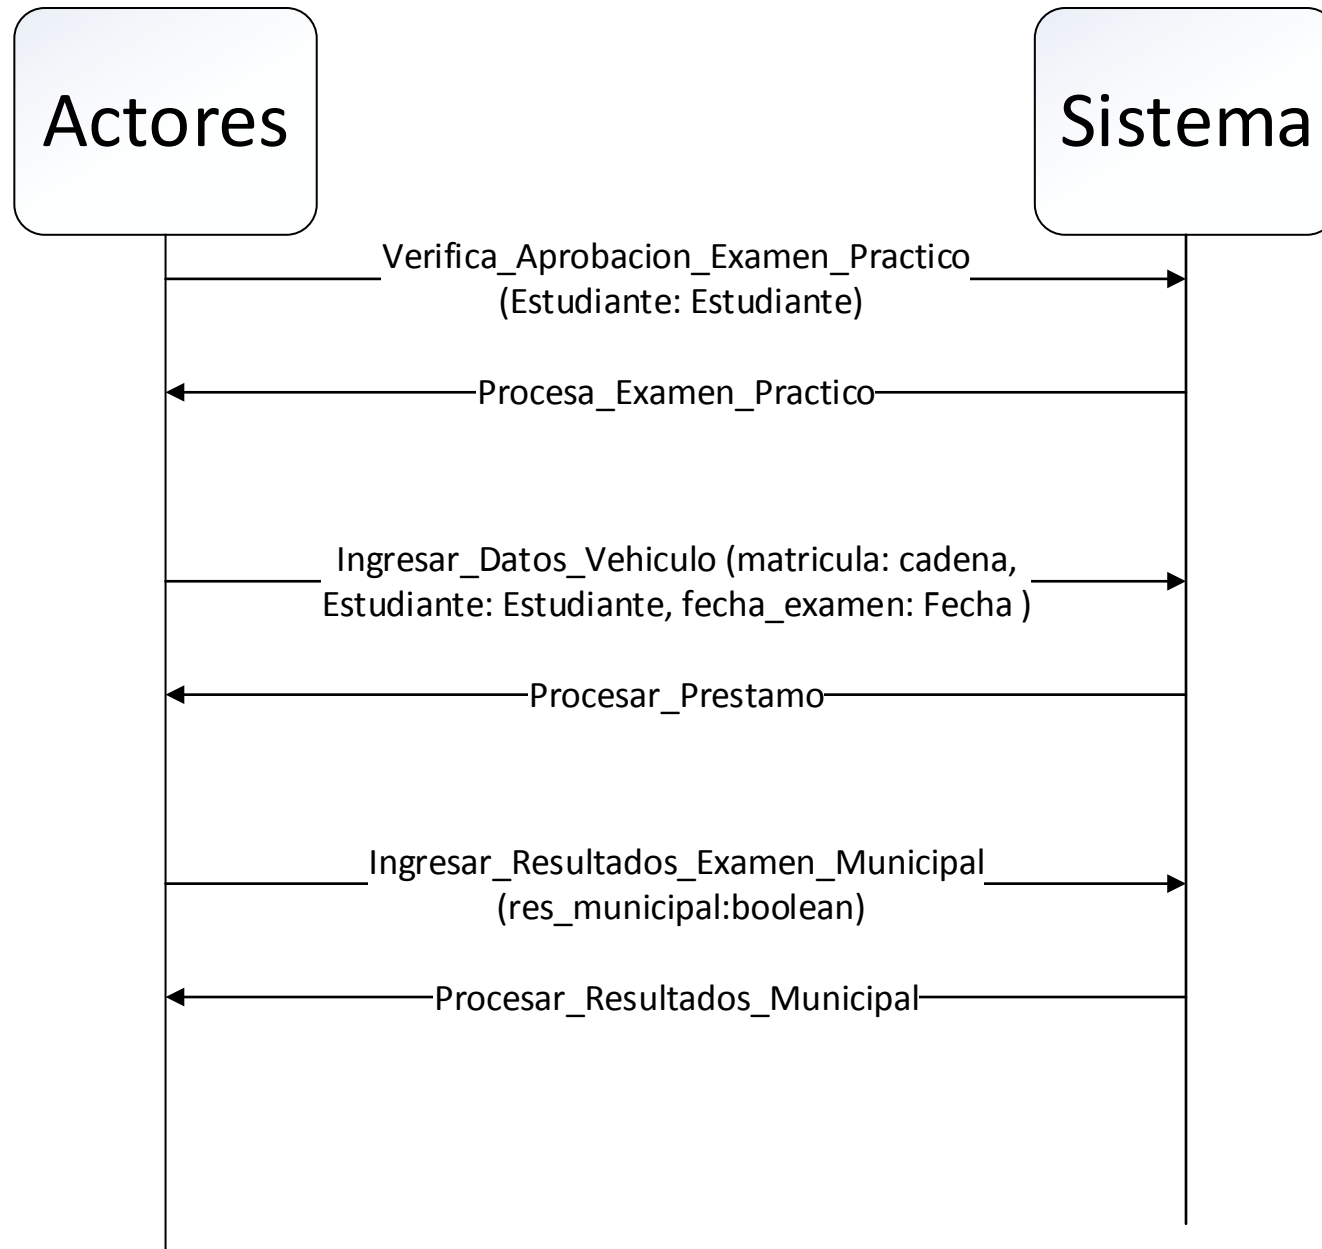 Actores
Sistema
Verifica_Aprobacion_Examen_Practico
(Estudiante: Estudiante)
Procesa_Examen_Practico
Ingresar_Datos_Vehiculo (matricula: cadena,
Estudiante: Estudiante, fecha_examen: Fecha )
Procesar_Prestamo
Ingresar_Resultados_Examen_Municipal
(res_municipal:boolean)
Procesar_Resultados_Municipal